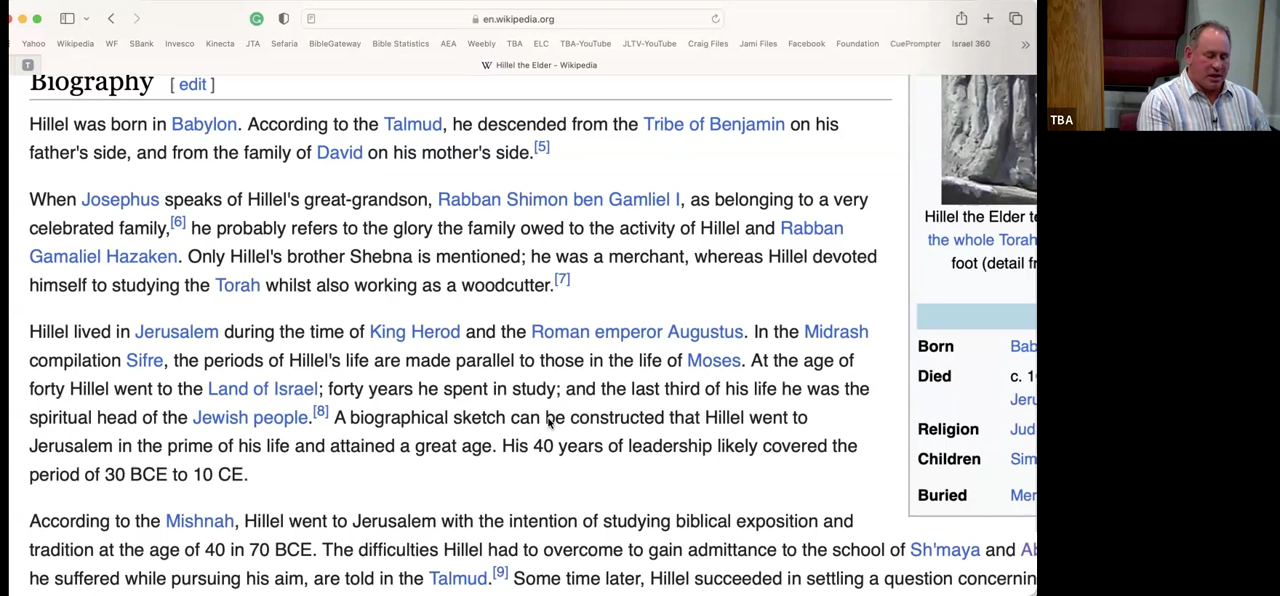 en.wikipedia.org
Yahoo Wikipedia WF SBank Invesco Kinecta JTA Sefaria BibleGateway Bible Statistics AEA Weebly TBA ELC TBA-YouTube JLTV-YouTube Craig Files Jami Files Facebook Foundation CuePrompter Israel 360
T
W Hillel the Elder – Wikipedia
Biography [ edit ]
Hillel was born in Babylon. According to the Talmud, he descended from the Tribe of Benjamin on his
father's side, and from the family of David on his mother's side.[5]
When Josephus speaks of Hillel's great-grandson, Rabban Shimon ben Gamliel I, as belonging to a very
celebrated family,[6] he probably refers to the glory the family owed to the activity of Hillel and Rabban
Gamaliel Hazaken. Only Hillel's brother Shebna is mentioned; he was a merchant, whereas Hillel devoted
himself to studying the Torah whilst also working as a woodcutter.[7]
Hillel lived in Jerusalem during the time of King Herod and the Roman emperor Augustus. In the Midrash
compilation Sifre, the periods of Hillel's life are made parallel to those in the life of Moses. At the age of
forty Hillel went to the Land of Israel; forty years he spent in study; and the last third of his life he was the
spiritual head of the Jewish people.[8] A biographical sketch can be constructed that Hillel went to
Jerusalem in the prime of his life and attained a great age. His 40 years of leadership likely covered the
period of 30 BCE to 10 CE.
According to the Mishnah, Hillel went to Jerusalem with the intention of studying biblical exposition and
tradition at the age of 40 in 70 BCE. The difficulties Hillel had to overcome to gain admittance to the school of Sh'maya and Ab
he suffered while pursuing his aim, are told in the Talmud.[9] Some time later, Hillel succeeded in settling a question concernin
Hillel the Elder te
the whole Torah
foot (detail fr
Born Bab
Died c. 1
Jeru
Religion Jud
Children Sim
Buried Mer
TBA